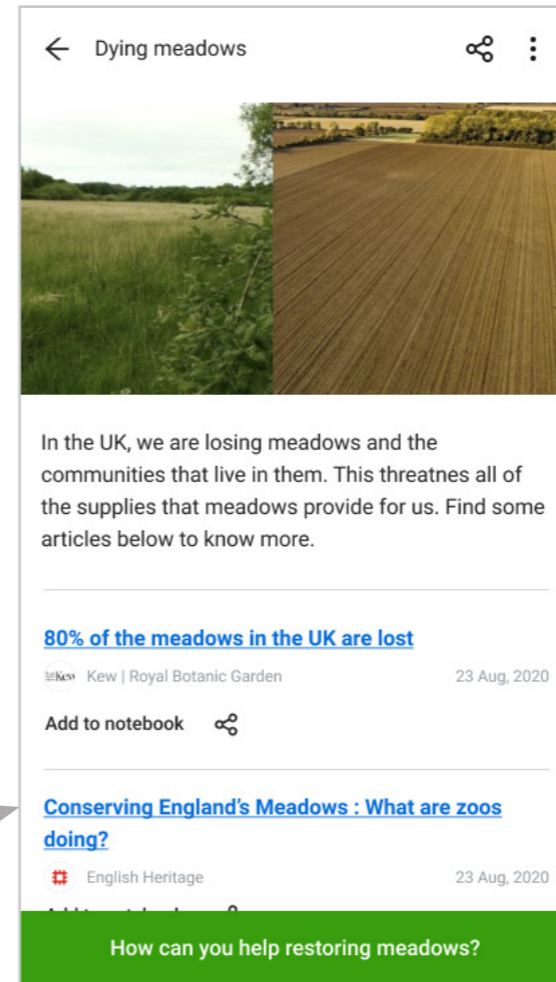 Dying meadows
In the UK, we are losing meadows and the
communities that live in them. This threatnes all of
the supplies that meadows provide for us. Find some
articles below to know more.
80% of the meadows in the UK are lost
Kew Kew | Royal Botanic Garden 23 Aug, 2020
Add to notebook
Conserving England's Meadows : What are zoos
doing?
English Heritage 23 Aug, 2020
How can you help restoring meadows?